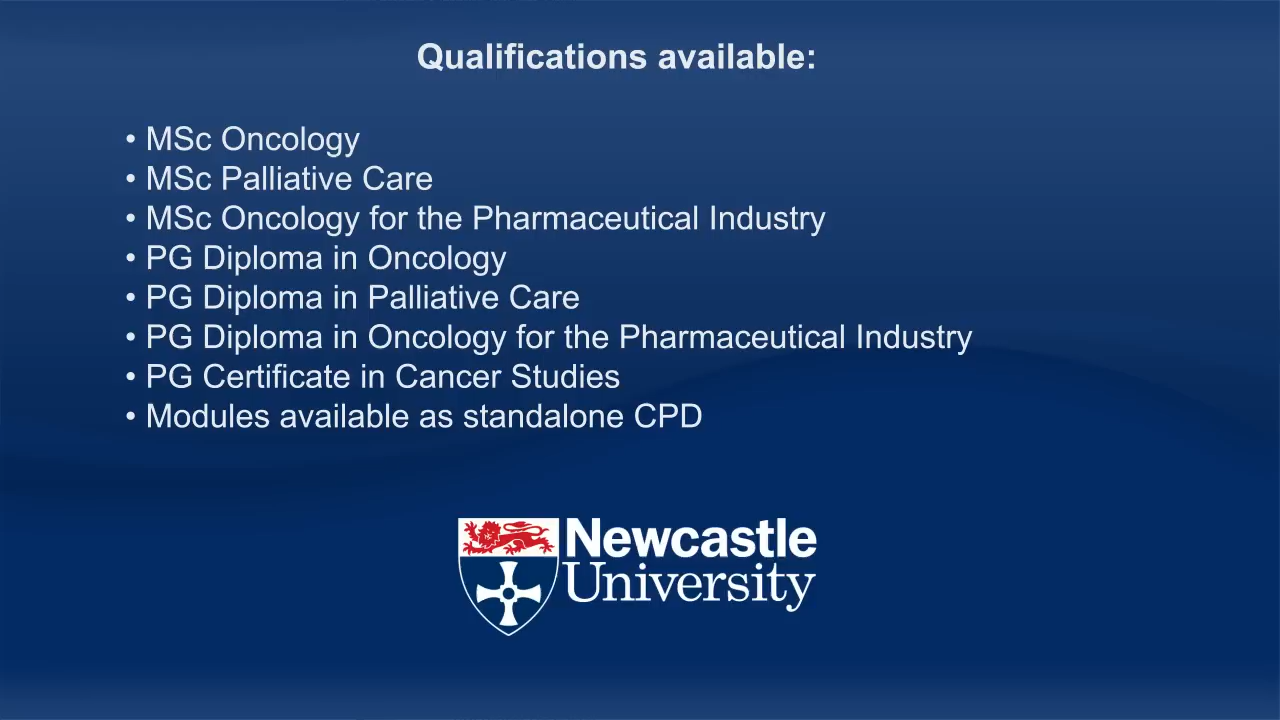 Qualifications available:
• MSc Oncology
• MSc Palliative Care
• MSc Oncology for the Pharmaceutical Industry
• PG Diploma in Oncology
• PG Diploma in Palliative Care
• PG Diploma in Oncology for the Pharmaceutical Industry
• PG Certificate in Cancer Studies
• Modules available as standalone CPD
Newcastle
University